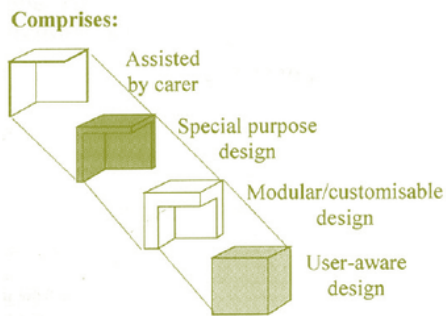 Comprises:
Assisted
by carer
Special purpose
design
Modular/customisable
design
User-aware
design